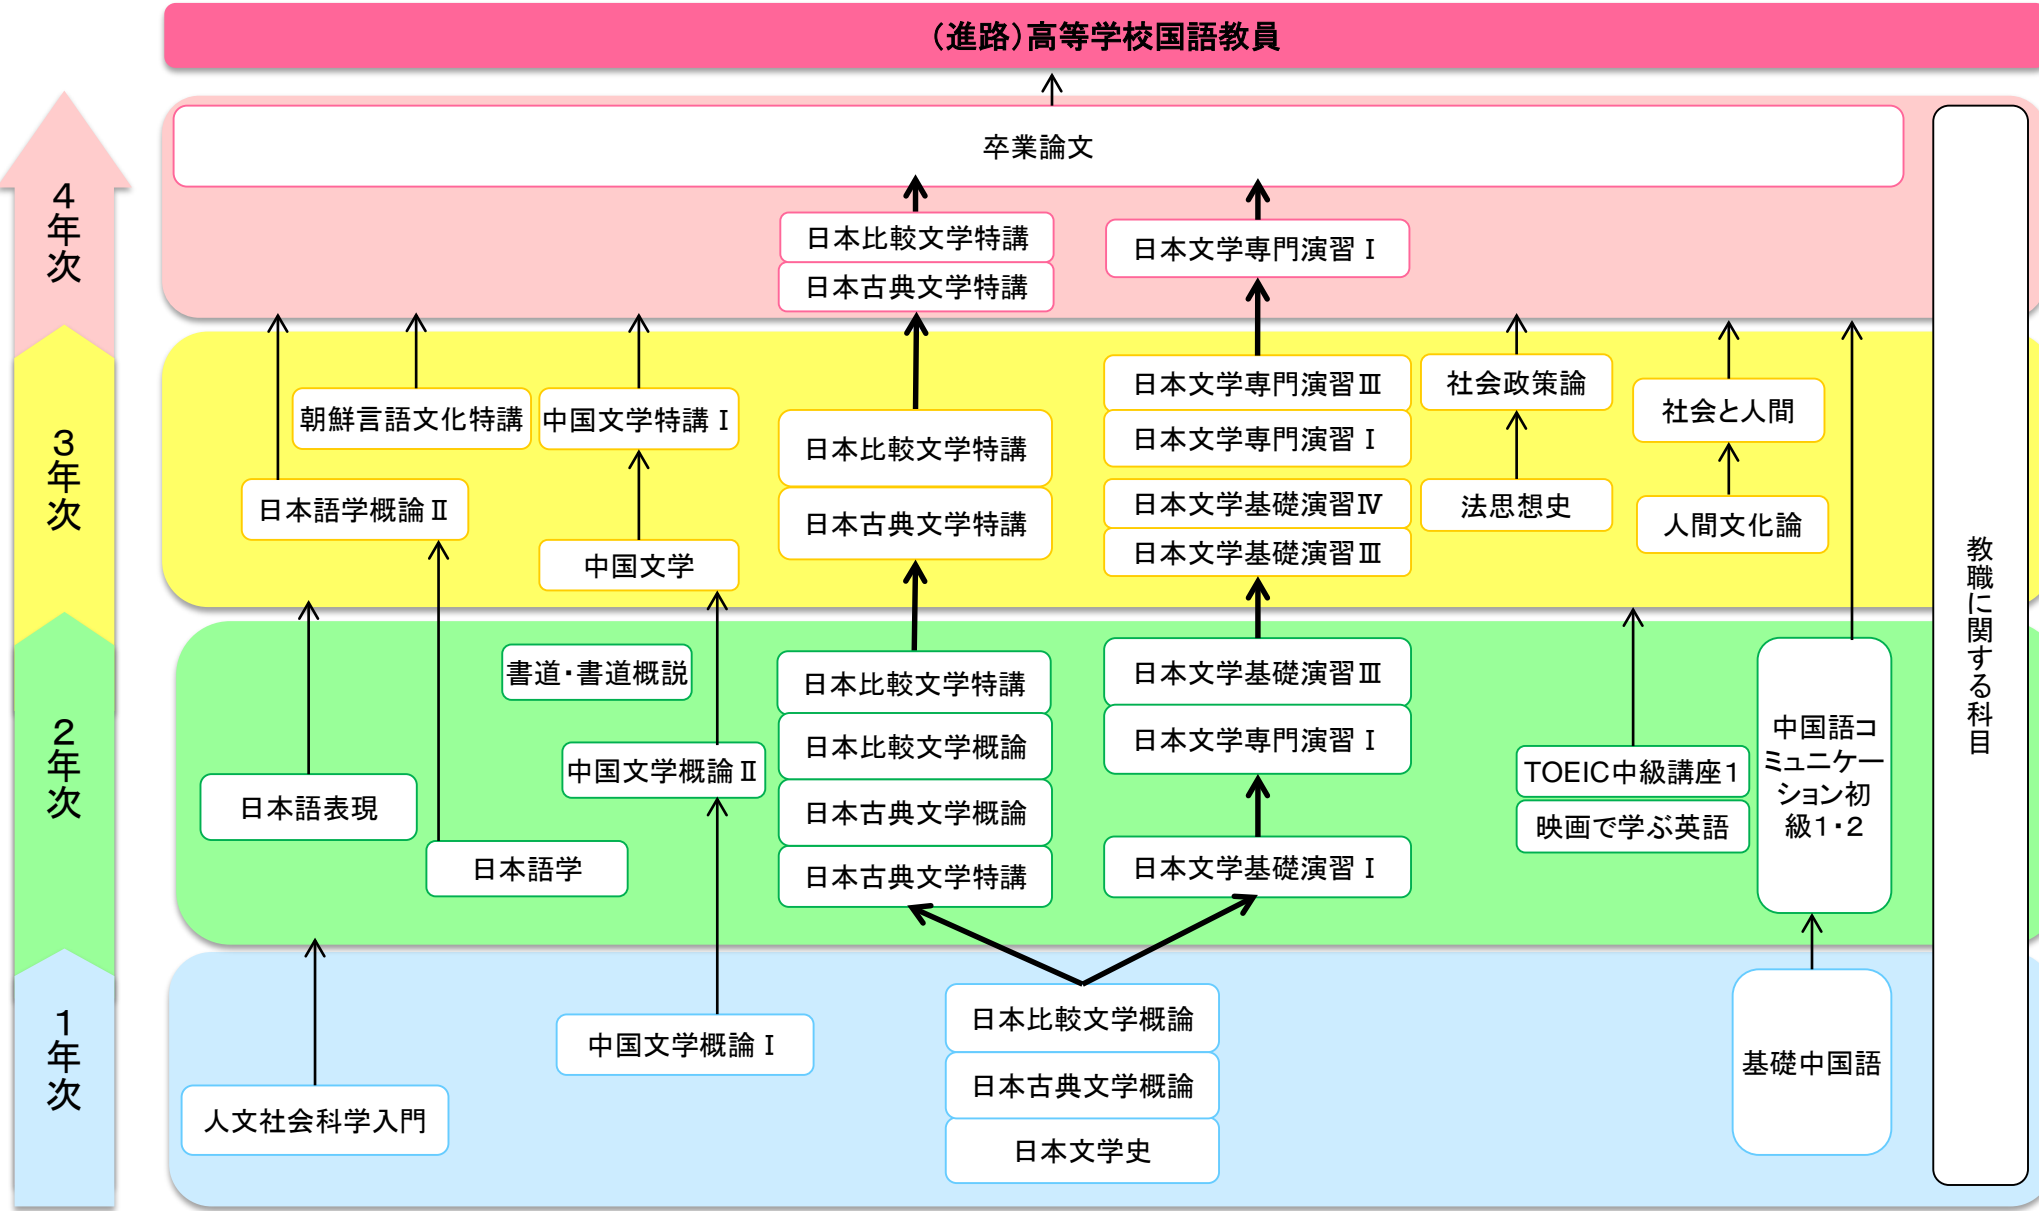 （進路）高等学校国語教員
4年次
卒業論文
日本比較文学特講
日本古典文学特講
日本文学専門演習Ⅰ
3年次
朝鮮言語文化特講
中国文学特講Ⅰ
日本語学概論Ⅱ
中国文学
日本比較文学特講
日本古典文学特講
日本文学専門演習Ⅲ
日本文学専門演習Ⅰ
日本文学基礎演習Ⅳ
日本文学基礎演習Ⅲ
社会政策論
法思想史
社会と人間
人間文化論
2年次
書道・書道概説
中国文学概論Ⅱ
日本語表現
日本語学
日本比較文学特講
日本比較文学概論
日本古典文学概論
日本古典文学特講
日本文学基礎演習Ⅲ
日本文学専門演習Ⅰ
日本文学基礎演習Ⅰ
TOEIC中級講座1
映画で学ぶ英語
中国語コ
ミュニケー
ション初
級1・2
1年次
人文社会科学入門
中国文学概論Ⅰ
日本比較文学概論
日本古典文学概論
日本文学史
基礎中国語
教職に関する科目